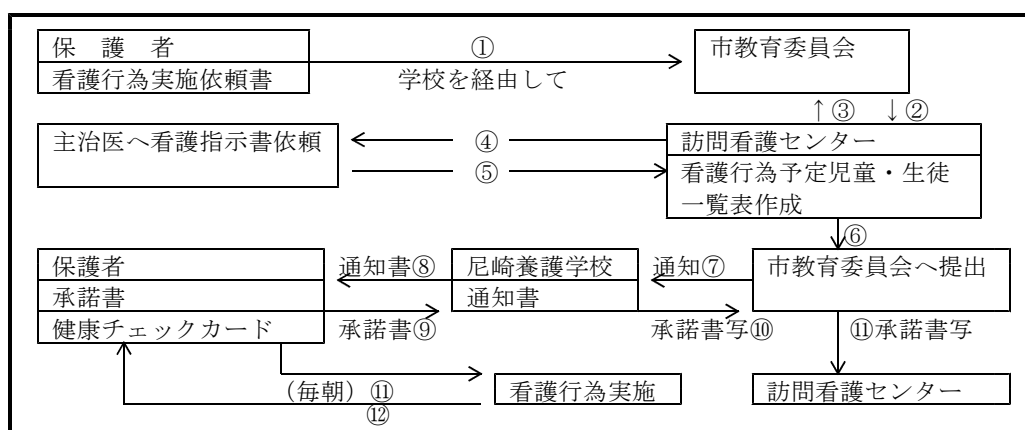 保　護　者
①
市教育委員会
看護行為実施依頼書
学校を経由して
↑③　↓②
主治医へ看護指示書依頼
④
訪問看護センター
⑤
看護行為予定児童・生徒
一覧表作成
⑥
保護者
通知書⑧
尼崎養護学校
通知⑦
市教育委員会へ提出
承諾書
通知書
健康チェックカード
承諾書⑨
承諾書写⑩
⑪承諾書写
(毎朝) ⑪
看護行為実施
訪問看護センター
⑫